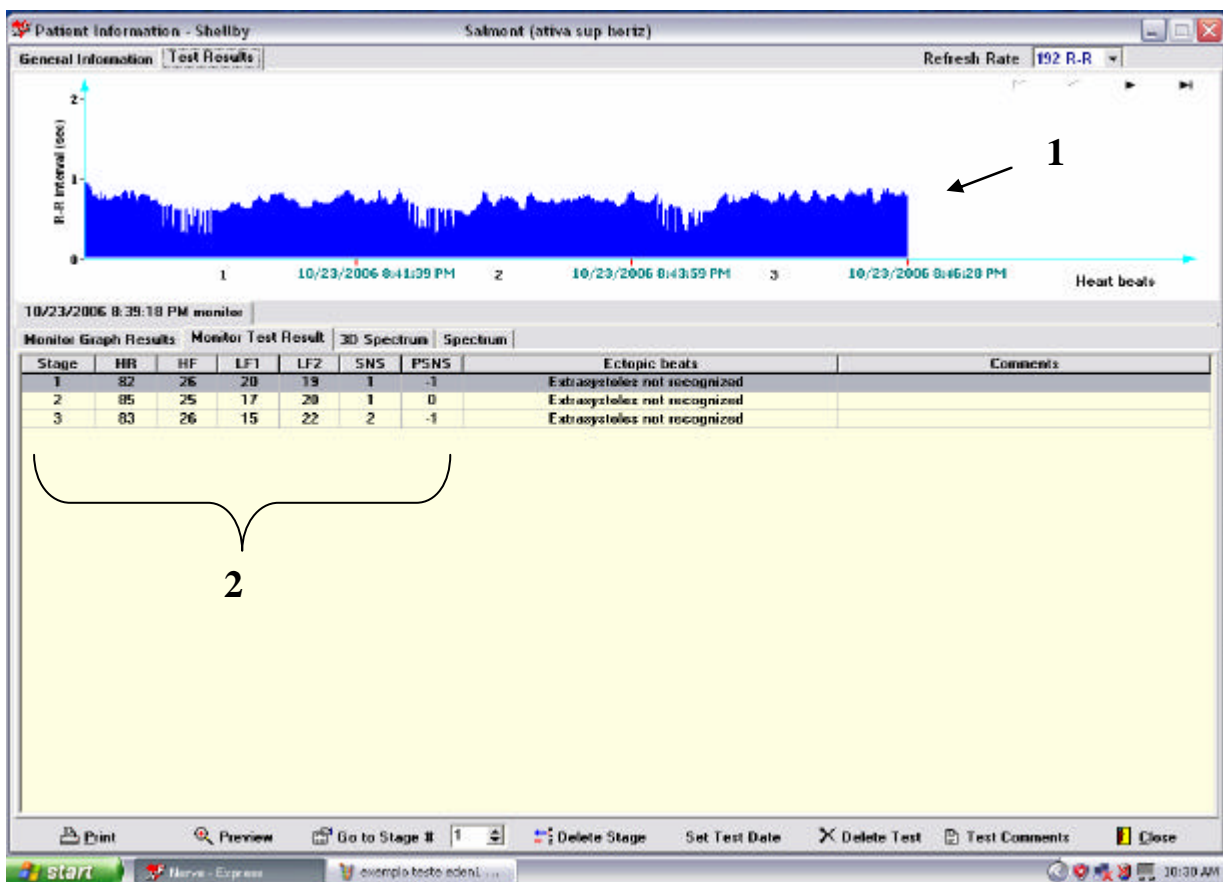 Patient Information - Shellby Salmont (ativa sup horiz)
General Information Test Results Refresh Rate 192 R-R
2
R-R Interval (sec)
1
1
0
1 10/23/2006 8:41:39 PM 2 10/23/2006 8:43:59 PM 3 10/23/2006 8:46:28 PM Heart beats
10/23/2006 8:39:18 PM monitor
Monitor Graph Results Monitor Test Result 3D Spectrum Spectrum
Stage HR HF LF1 LF2 SNS PSNS Ectopic beats Comments
1 82 26 20 19 1 -1 Extrasystoles not recognized
2 85 25 17 20 1 0 Extrasystoles not recognized
3 83 26 15 22 2 -1 Extrasystoles not recognized
2
Print Preview Go to Stage # 1 Delete Stage Set Test Date Delete Test Test Comments Close
start Nerve - Express exemplo teste eden1 ... 10:30 AM